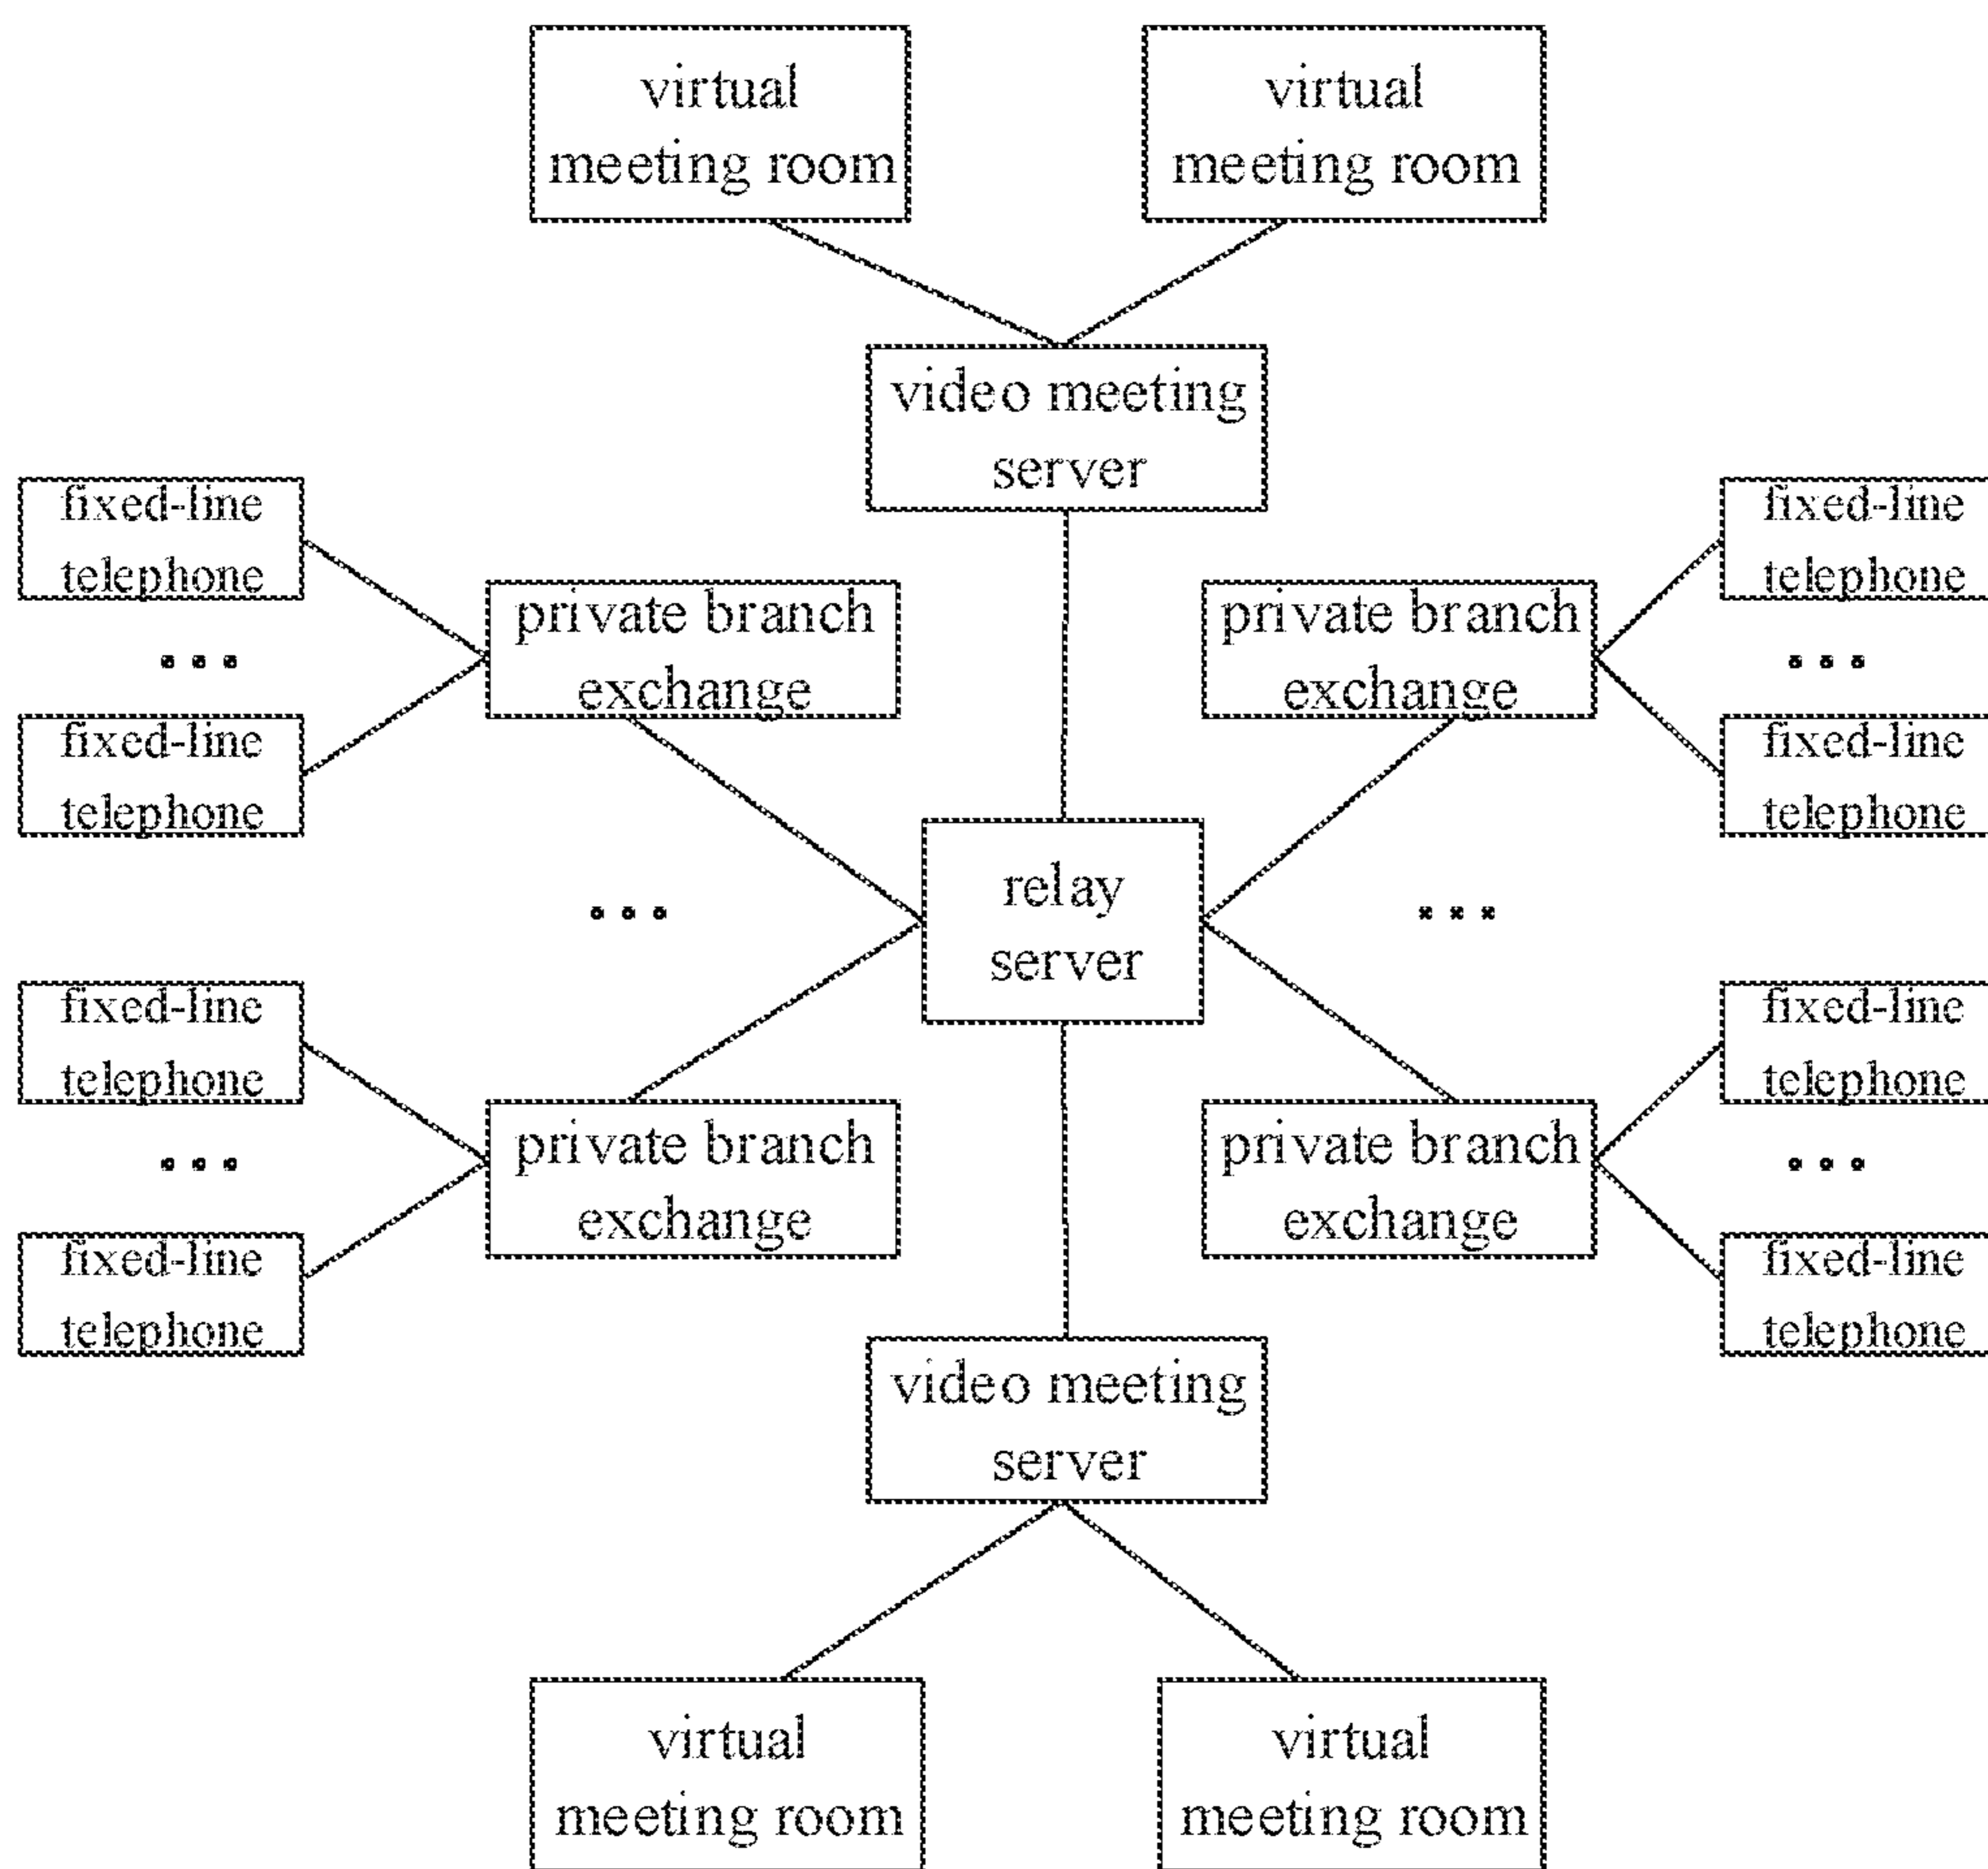 virtual
meeting room
virtual
meeting room
video meeting
server
fixed-line
telephone
...
fixed-line
telephone
private branch
exchange
private branch
exchange
fixed-line
telephone
...
fixed-line
telephone
...
relay
server
...
fixed-line
telephone
...
fixed-line
telephone
private branch
exchange
private branch
exchange
fixed-line
telephone
...
fixed-line
telephone
video meeting
server
virtual
meeting room
virtual
meeting room